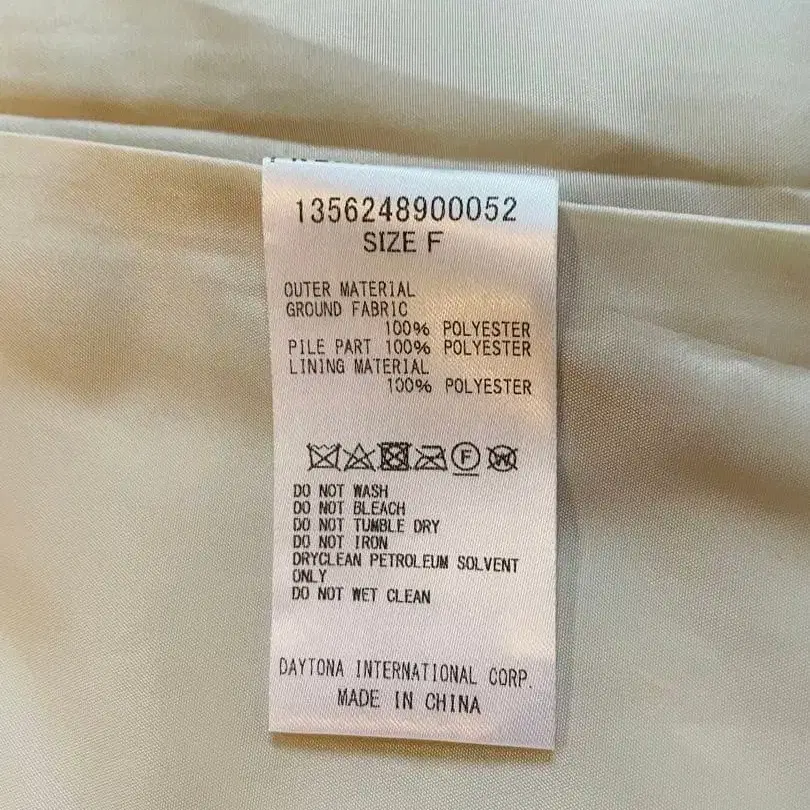 1356248900052
SIZE F
OUTER MATERIAL
GROUND FABRIC
100% POLYESTER
PILE PART 100% POLYESTER
LINING MATERIAL
100% POLYESTER
F W
DO NOT WASH
DO NOT BLEACH
DO NOT TUMBLE DRY
DO NOT IRON
DRYCLEAN PETROLEUM SOLVENT
ONLY
DO NOT WET CLEAN
DAYTONA INTERNATIONAL CORP.
MADE IN CHINA